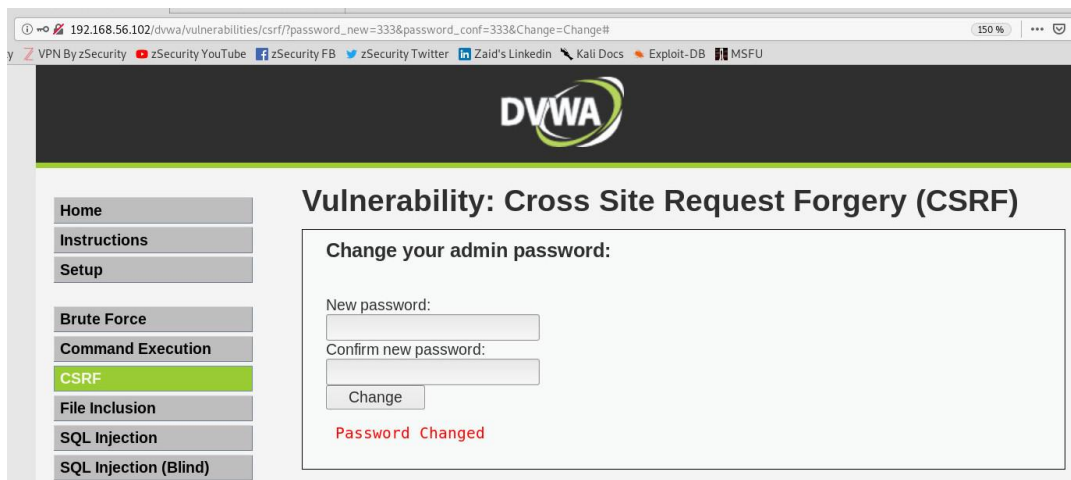 192.168.56.102/dvwa/vulnerabilities/csrf/?password_new=333&password_conf=333&Change=Change#
150 %
y VPN By zSecurity zSecurity YouTube zSecurity FB zSecurity Twitter Zaid's Linkedin Kali Docs Exploit-DB MSFU
DVWA
Vulnerability: Cross Site Request Forgery (CSRF)
Home
Instructions
Setup
Brute Force
Command Execution
CSRF
File Inclusion
SQL Injection
SQL Injection (Blind)
Change your admin password:
New password:
Confirm new password:
Change
Password Changed